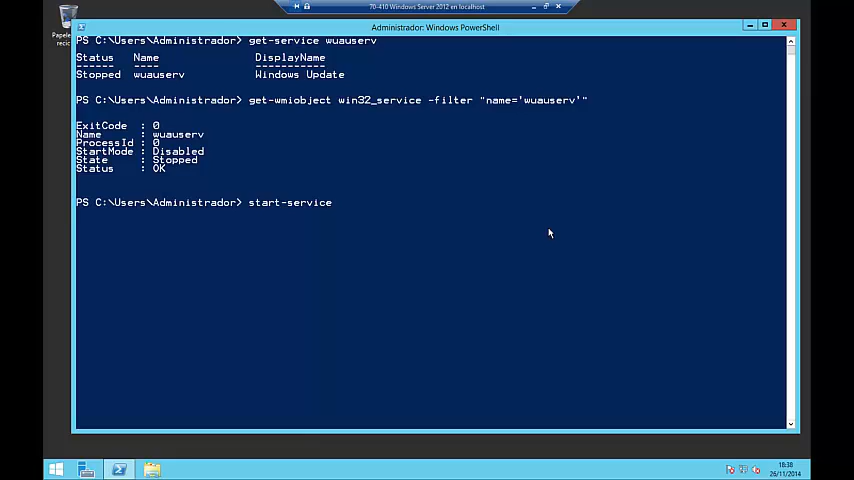 70-410 Windows Server 2012 en localhost
Papele
recic
Administrador: Windows PowerShell
PS C:\Users\Administrador> get-service wuauserv
Status Name DisplayName
------ ---- -----------
Stopped wuauserv Windows Update
PS C:\Users\Administrador> get-wmiobject win32_service -filter "name='wuauserv'"
ExitCode : 0
Name : wuauserv
ProcessId : 0
StartMode : Disabled
State : Stopped
Status : OK
PS C:\Users\Administrador> start-service
18:38
26/11/2014